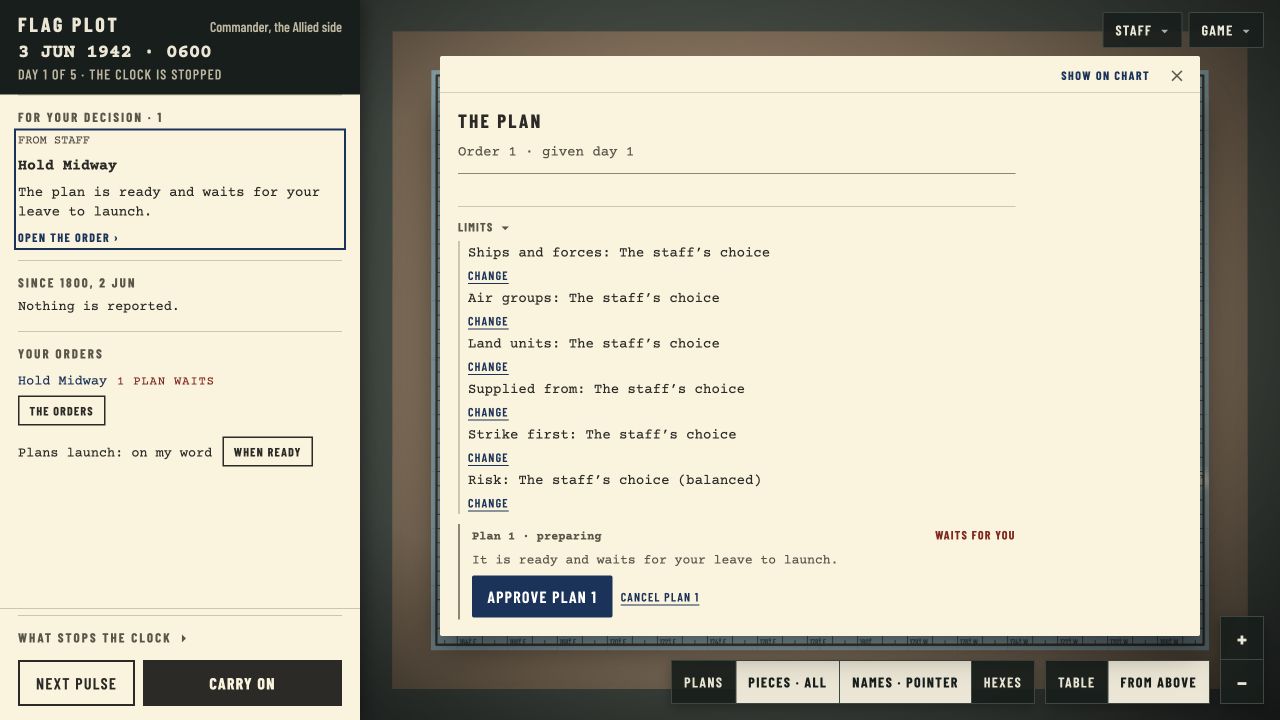 FLAG PLOT
Commander, the Allied side
3 JUN 1942 · 0600
DAY 1 OF 5 · THE CLOCK IS STOPPED
FOR YOUR DECISION · 1
FROM STAFF
Hold Midway
The plan is ready and waits for your
leave to launch.
OPEN THE ORDER ›
SINCE 1800, 2 JUN
Nothing is reported.
YOUR ORDERS
Hold Midway 1 PLAN WAITS
THE ORDERS
Plans launch: on my word WHEN READY
WHAT STOPS THE CLOCK
NEXT PULSE
CARRY ON
STAFF
GAME
SHOW ON CHART
THE PLAN
Order 1 · given day 1
LIMITS
Ships and forces: The staff’s choice
CHANGE
Air groups: The staff’s choice
CHANGE
Land units: The staff’s choice
CHANGE
Supplied from: The staff’s choice
CHANGE
Strike first: The staff’s choice
CHANGE
Risk: The staff’s choice (balanced)
CHANGE
Plan 1 · preparing
WAITS FOR YOU
It is ready and waits for your leave to launch.
APPROVE PLAN 1
CANCEL PLAN 1
PLANS
PIECES · ALL
NAMES · POINTER
HEXES
TABLE
FROM ABOVE
+
−